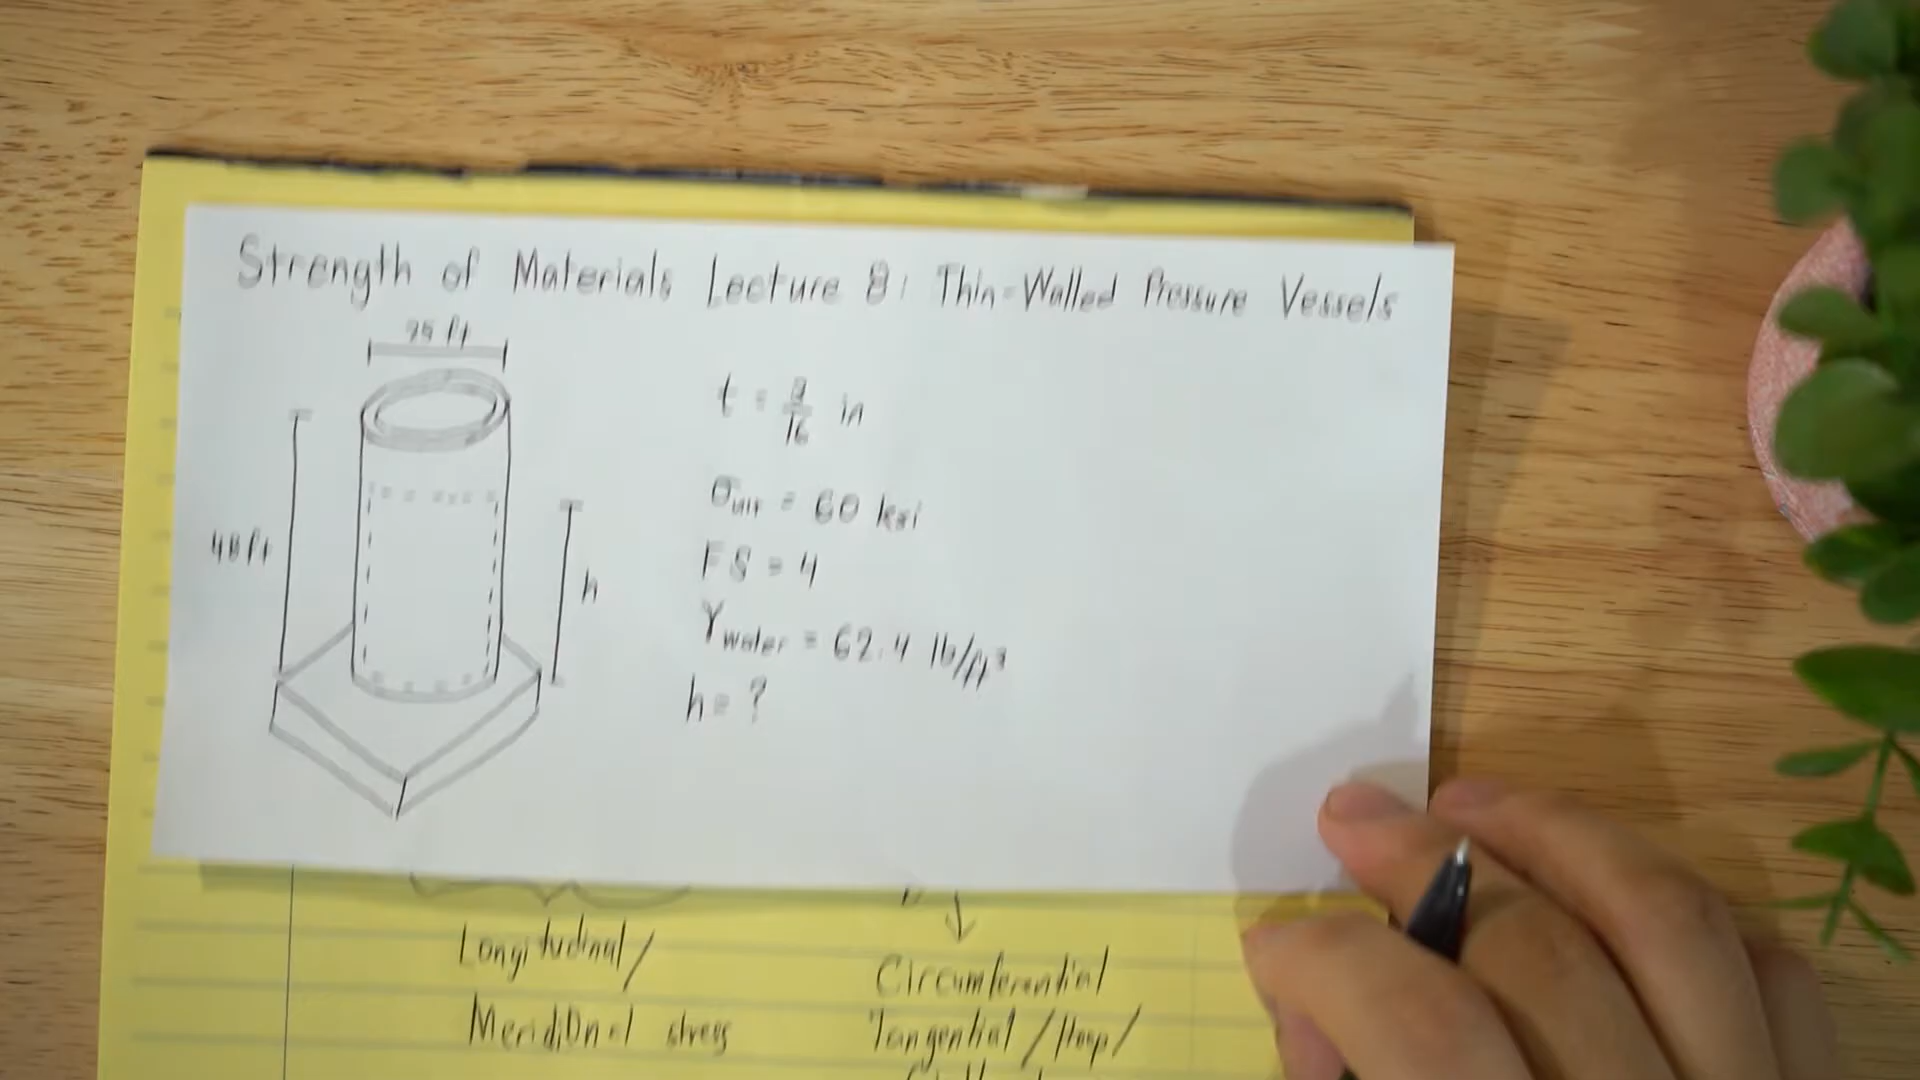 Strength of Materials Lecture 8: Thin-Walled Pressure Vessels
25 ft
48 ft
h
t = 3/16 in
σult = 60 ksi
FS = 4
γwater = 62.4 lb/ft³
h = ?
Longitudinal/
Meridional stress
Circumferential
Tangential/Hoop/